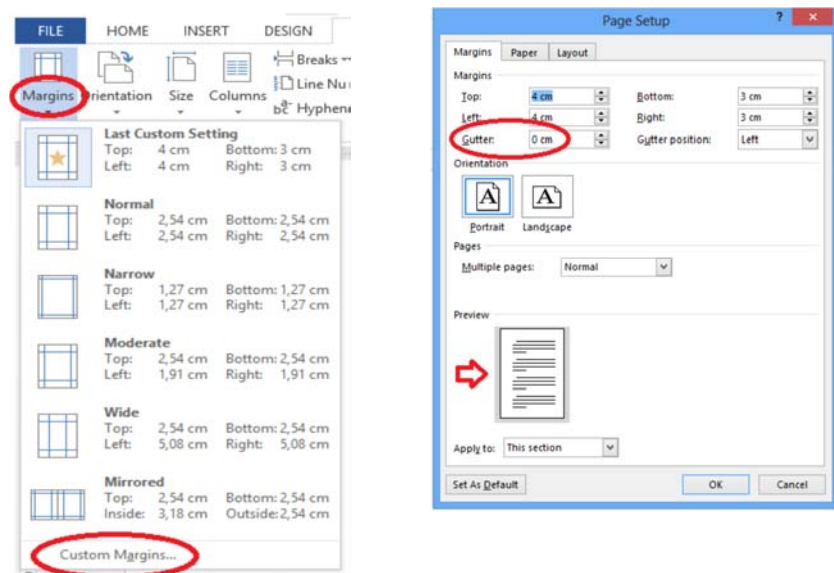 FILE HOME INSERT DESIGN
Margins Orientation Size Columns
Breaks
Line Nu
Hyphen
Last Custom Setting
Top: 4 cm Bottom: 3 cm
Left: 4 cm Right: 3 cm
Normal
Top: 2,54 cm Bottom: 2,54 cm
Left: 2,54 cm Right: 2,54 cm
Narrow
Top: 1,27 cm Bottom: 1,27 cm
Left: 1,27 cm Right: 1,27 cm
Moderate
Top: 2,54 cm Bottom: 2,54 cm
Left: 1,91 cm Right: 1,91 cm
Wide
Top: 2,54 cm Bottom: 2,54 cm
Left: 5,08 cm Right: 5,08 cm
Mirrored
Top: 2,54 cm Bottom: 2,54 cm
Inside: 3,18 cm Outside: 2,54 cm
Custom Margins...
Page Setup ?
Margins Paper Layout
Margins
Top: 4 cm Bottom: 3 cm
Left: 4 cm Right: 3 cm
Gutter: 0 cm Gutter position: Left
Orientation
A A
Portrait Landscape
Pages
Multiple pages: Normal
Preview
Apply to: This section
Set As Default OK Cancel